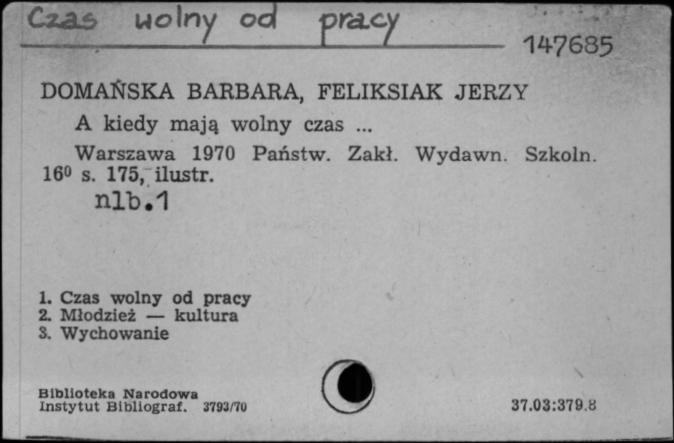 Czas wolny od pracy
147685
DOMAŃSKA BARBARA, FELIKSIAK JERZY
A kiedy mają wolny czas ...
Warszawa 1970 Państw. Zakł. Wydawn. Szkoln.
16⁰ s. 175, ilustr.
nlb.1
1. Czas wolny od pracy
2. Młodzież — kultura
3. Wychowanie
Biblioteka Narodowa
Instytut Bibliograf. 3793/70
37.03:379.8